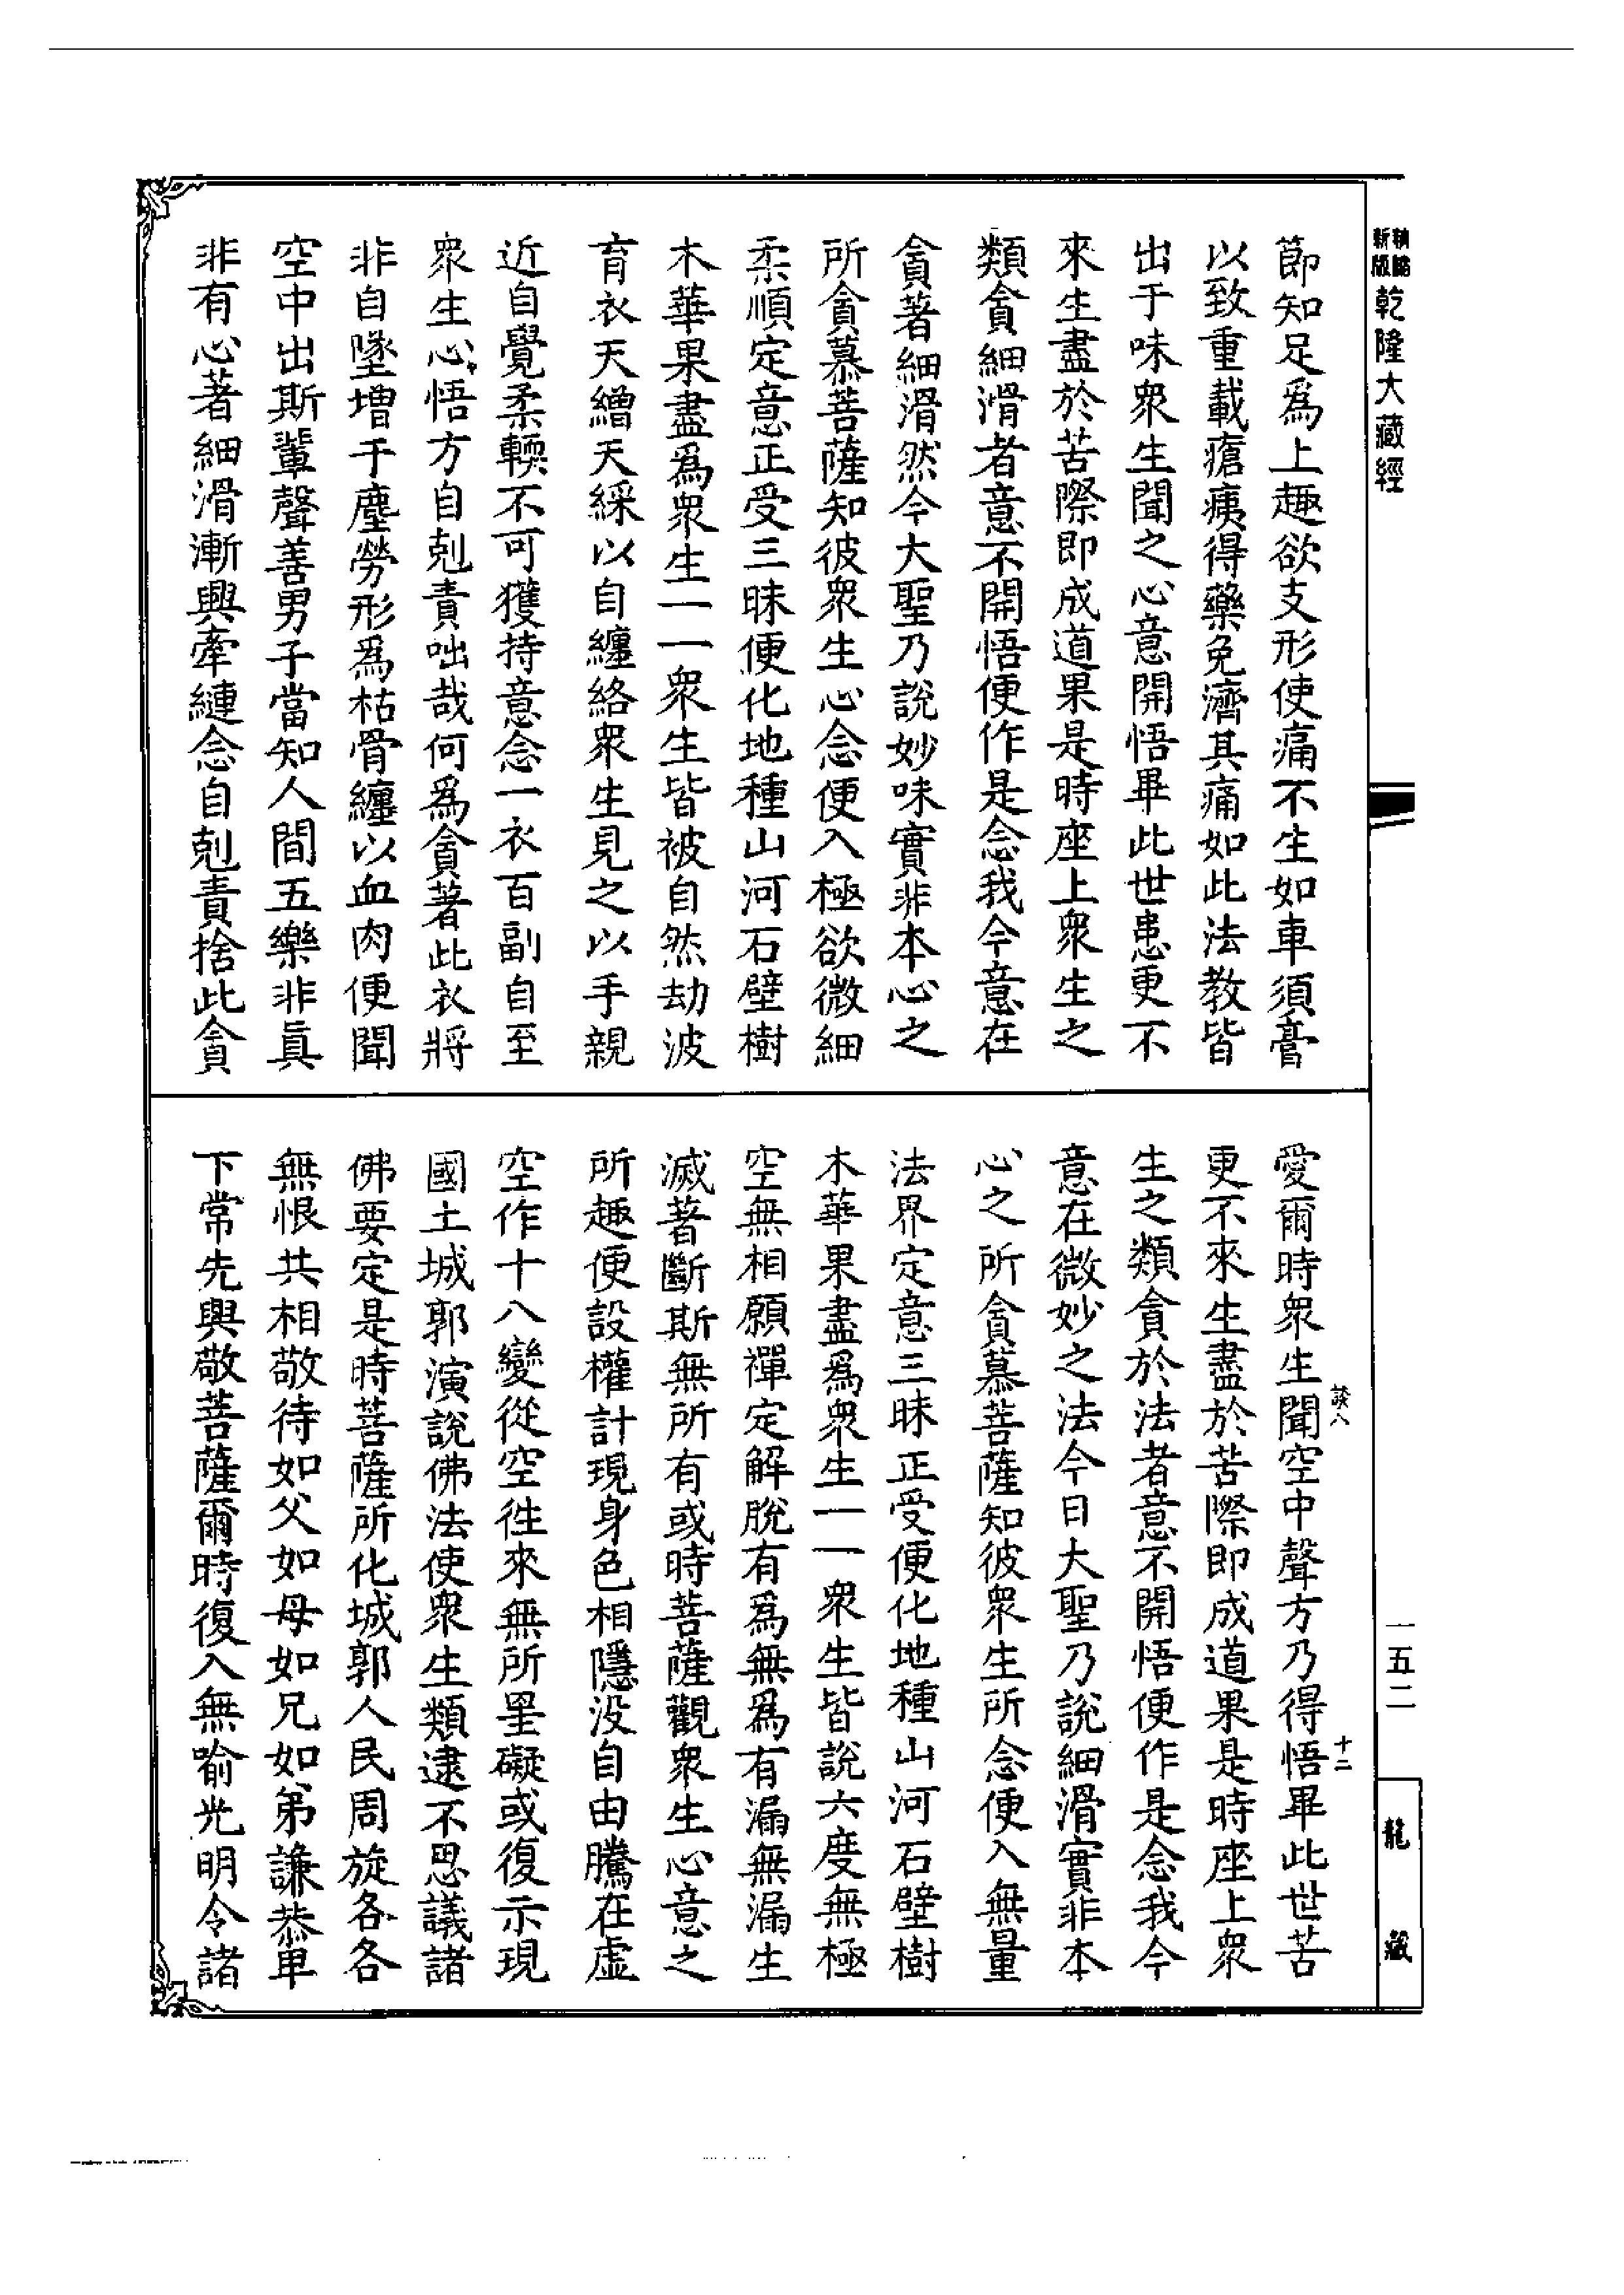 新版
乾隆大藏經
節知足爲上趣欲支形使痛不生如車須膏
以致重載瘡痍得藥免濟其痛如此法教皆
出于味衆生聞之心意開悟畢此世患更不
來生盡於苦際即成道果是時座上衆生之
類貪細滑者意不開悟便作是念我今意在
貪著細滑然今大聖乃說妙味實非本心之
所貪慕菩薩知彼衆生心念便入極欲微細
柔順定意正受三昧便化地種山河石壁樹
木華果盡爲衆生一一衆生皆被自然劫波
育衣天繒天綵以自纏絡衆生見之以手親
近自覺柔輭不可獲持意念一衣百副自至
衆生心悟方自剋責咄哉何爲貪著此衣將
非自墜增于塵勞形爲枯骨纏以血肉便聞
空中出斯輩聲善男子當知人間五樂非眞
非有心著細滑漸興牽縺念自剋責捨此貪
愛爾時衆生聞空中聲方乃得悟畢此世苦
更不來生盡於苦際即成道果是時座上衆
生之類貪於法者意不開悟便作是念我今
意在微妙之法今日大聖乃說細滑實非本
心之所貪慕菩薩知彼衆生所念便入無量
法界定意三昧正受便化地種山河石壁樹
木華果盡爲衆生一一衆生皆說六度無極
空無相願禪定解脫有爲無爲有漏無漏生
滅著斷斯無所有或時菩薩觀衆生心意之
所趣便設權計現身色相隱没自由騰在虛
空作十八變從空徃來無所罣礙或復示現
國土城郭演說佛法使衆生類逮不思議諸
佛要定是時菩薩所化城郭人民周旋各各
無恨共相敬待如父如母如兄如弟謙恭卑
下常先興敬菩薩爾時復入無喻光明令諸
十二
一五二
龍藏